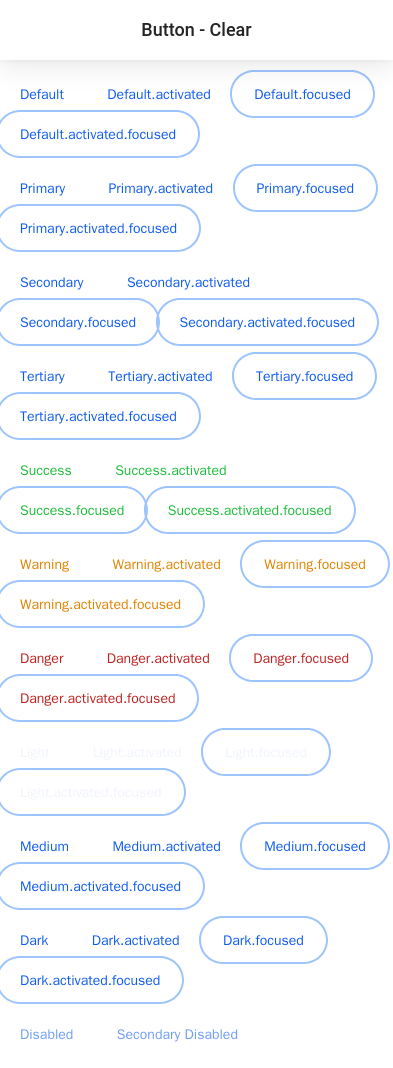 Button - Clear
Default Default.activated Default.focused
Default.activated.focused
Primary Primary.activated Primary.focused
Primary.activated.focused
Secondary Secondary.activated
Secondary.focused Secondary.activated.focused
Tertiary Tertiary.activated Tertiary.focused
Tertiary.activated.focused
Success Success.activated
Success.focused Success.activated.focused
Warning Warning.activated Warning.focused
Warning.activated.focused
Danger Danger.activated Danger.focused
Danger.activated.focused
Light Light.activated Light.focused
Light.activated.focused
Medium Medium.activated Medium.focused
Medium.activated.focused
Dark Dark.activated Dark.focused
Dark.activated.focused
Disabled Secondary Disabled